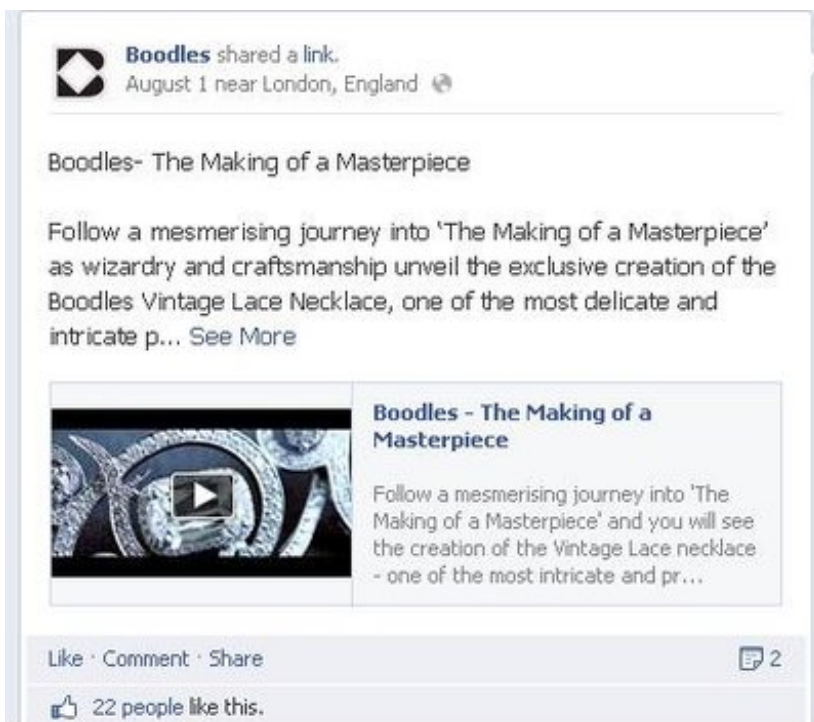 Boodles shared a link.
August 1 near London, England
Boodles- The Making of a Masterpiece
Follow a mesmerising journey into 'The Making of a Masterpiece'
as wizardry and craftsmanship unveil the exclusive creation of the
Boodles Vintage Lace Necklace, one of the most delicate and
intricate p... See More
Boodles - The Making of a
Masterpiece
Follow a mesmerising journey into 'The
Making of a Masterpiece' and you will see
the creation of the Vintage Lace necklace
- one of the most intricate and pr...
Like · Comment · Share
2
22 people like this.